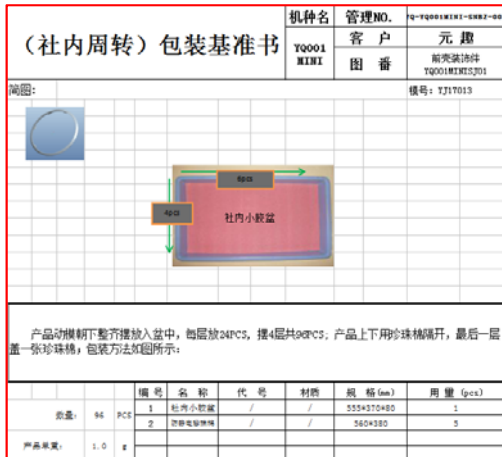 （社内周转）包装基准书
机种名 管理NO. YQ-YQ001MINI-SNBZ-00
YQ001 MINI
客 户 元 趣
图 番 前壳装饰件 YQ001MINISJ01
简图: 模号: YJ17013
6pcs
4pcs
社内小胶盆
产品动模朝下整齐摆放入盆中, 每层放24PCS, 摆4层共96PCS; 产品上下用珍珠棉隔开, 最后一层
盖一张珍珠棉, 包装方法如图所示:
编 号 名 称 代 号 材质 规 格(mm) 用 量 (pcs)
数量: 96 PCS
1 社内小胶盆 / / 555*370*80 1
2 防静电珍珠棉 / / 360*380 5
产品单重: 1.0 g